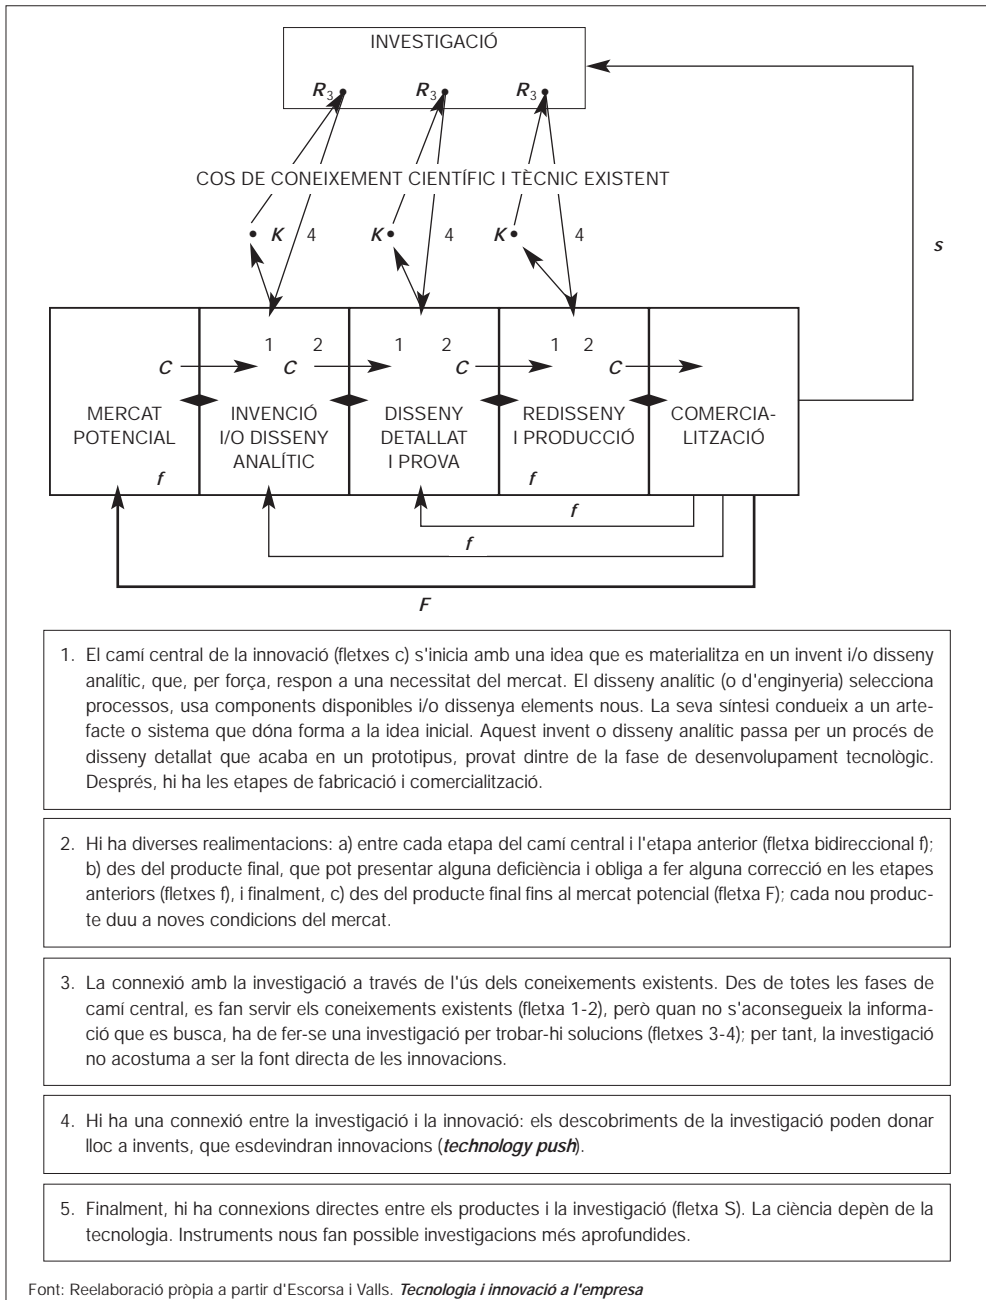 INVESTIGACIÓ
R3 R3 R3
COS DE CONEIXEMENT CIENTÍFIC I TÈCNIC EXISTENT
K 4 K 4 K 4
s
1 2 1 2 1 2
C C C C
MERCAT
POTENCIAL
f
INVENCIÓ
I/O DISSENY
ANALÍTIC
DISSENY
DETALLAT
I PROVA
REDISSENY
I PRODUCCIÓ
f
COMERCIA-
LITZACIÓ
f
f
F
1. El camí central de la innovació (fletxes c) s'inicia amb una idea que es materialitza en un invent i/o disseny
analític, que, per força, respon a una necessitat del mercat. El disseny analític (o d'enginyeria) selecciona
processos, usa components disponibles i/o dissenya elements nous. La seva síntesi condueix a un arte-
facte o sistema que dóna forma a la idea inicial. Aquest invent o disseny analític passa per un procés de
disseny detallat que acaba en un prototipus, provat dintre de la fase de desenvolupament tecnològic.
Després, hi ha les etapes de fabricació i comercialització.
2. Hi ha diverses realimentacions: a) entre cada etapa del camí central i l'etapa anterior (fletxa bidireccional f);
b) des del producte final, que pot presentar alguna deficiència i obliga a fer alguna correcció en les etapes
anteriors (fletxes f), i finalment, c) des del producte final fins al mercat potencial (fletxa F); cada nou produc-
te duu a noves condicions del mercat.
3. La connexió amb la investigació a través de l'ús dels coneixements existents. Des de totes les fases de
camí central, es fan servir els coneixements existents (fletxa 1-2), però quan no s'aconsegueix la informa-
ció que es busca, ha de fer-se una investigació per trobar-hi solucions (fletxes 3-4); per tant, la investigació
no acostuma a ser la font directa de les innovacions.
4. Hi ha una connexió entre la investigació i la innovació: els descobriments de la investigació poden donar
lloc a invents, que esdevindran innovacions (technology push).
5. Finalment, hi ha connexions directes entre els productes i la investigació (fletxa S). La ciència depèn de la
tecnologia. Instruments nous fan possible investigacions més aprofundides.
Font: Reelaboració pròpia a partir d'Escorsa i Valls. Tecnologia i innovació a l'empresa